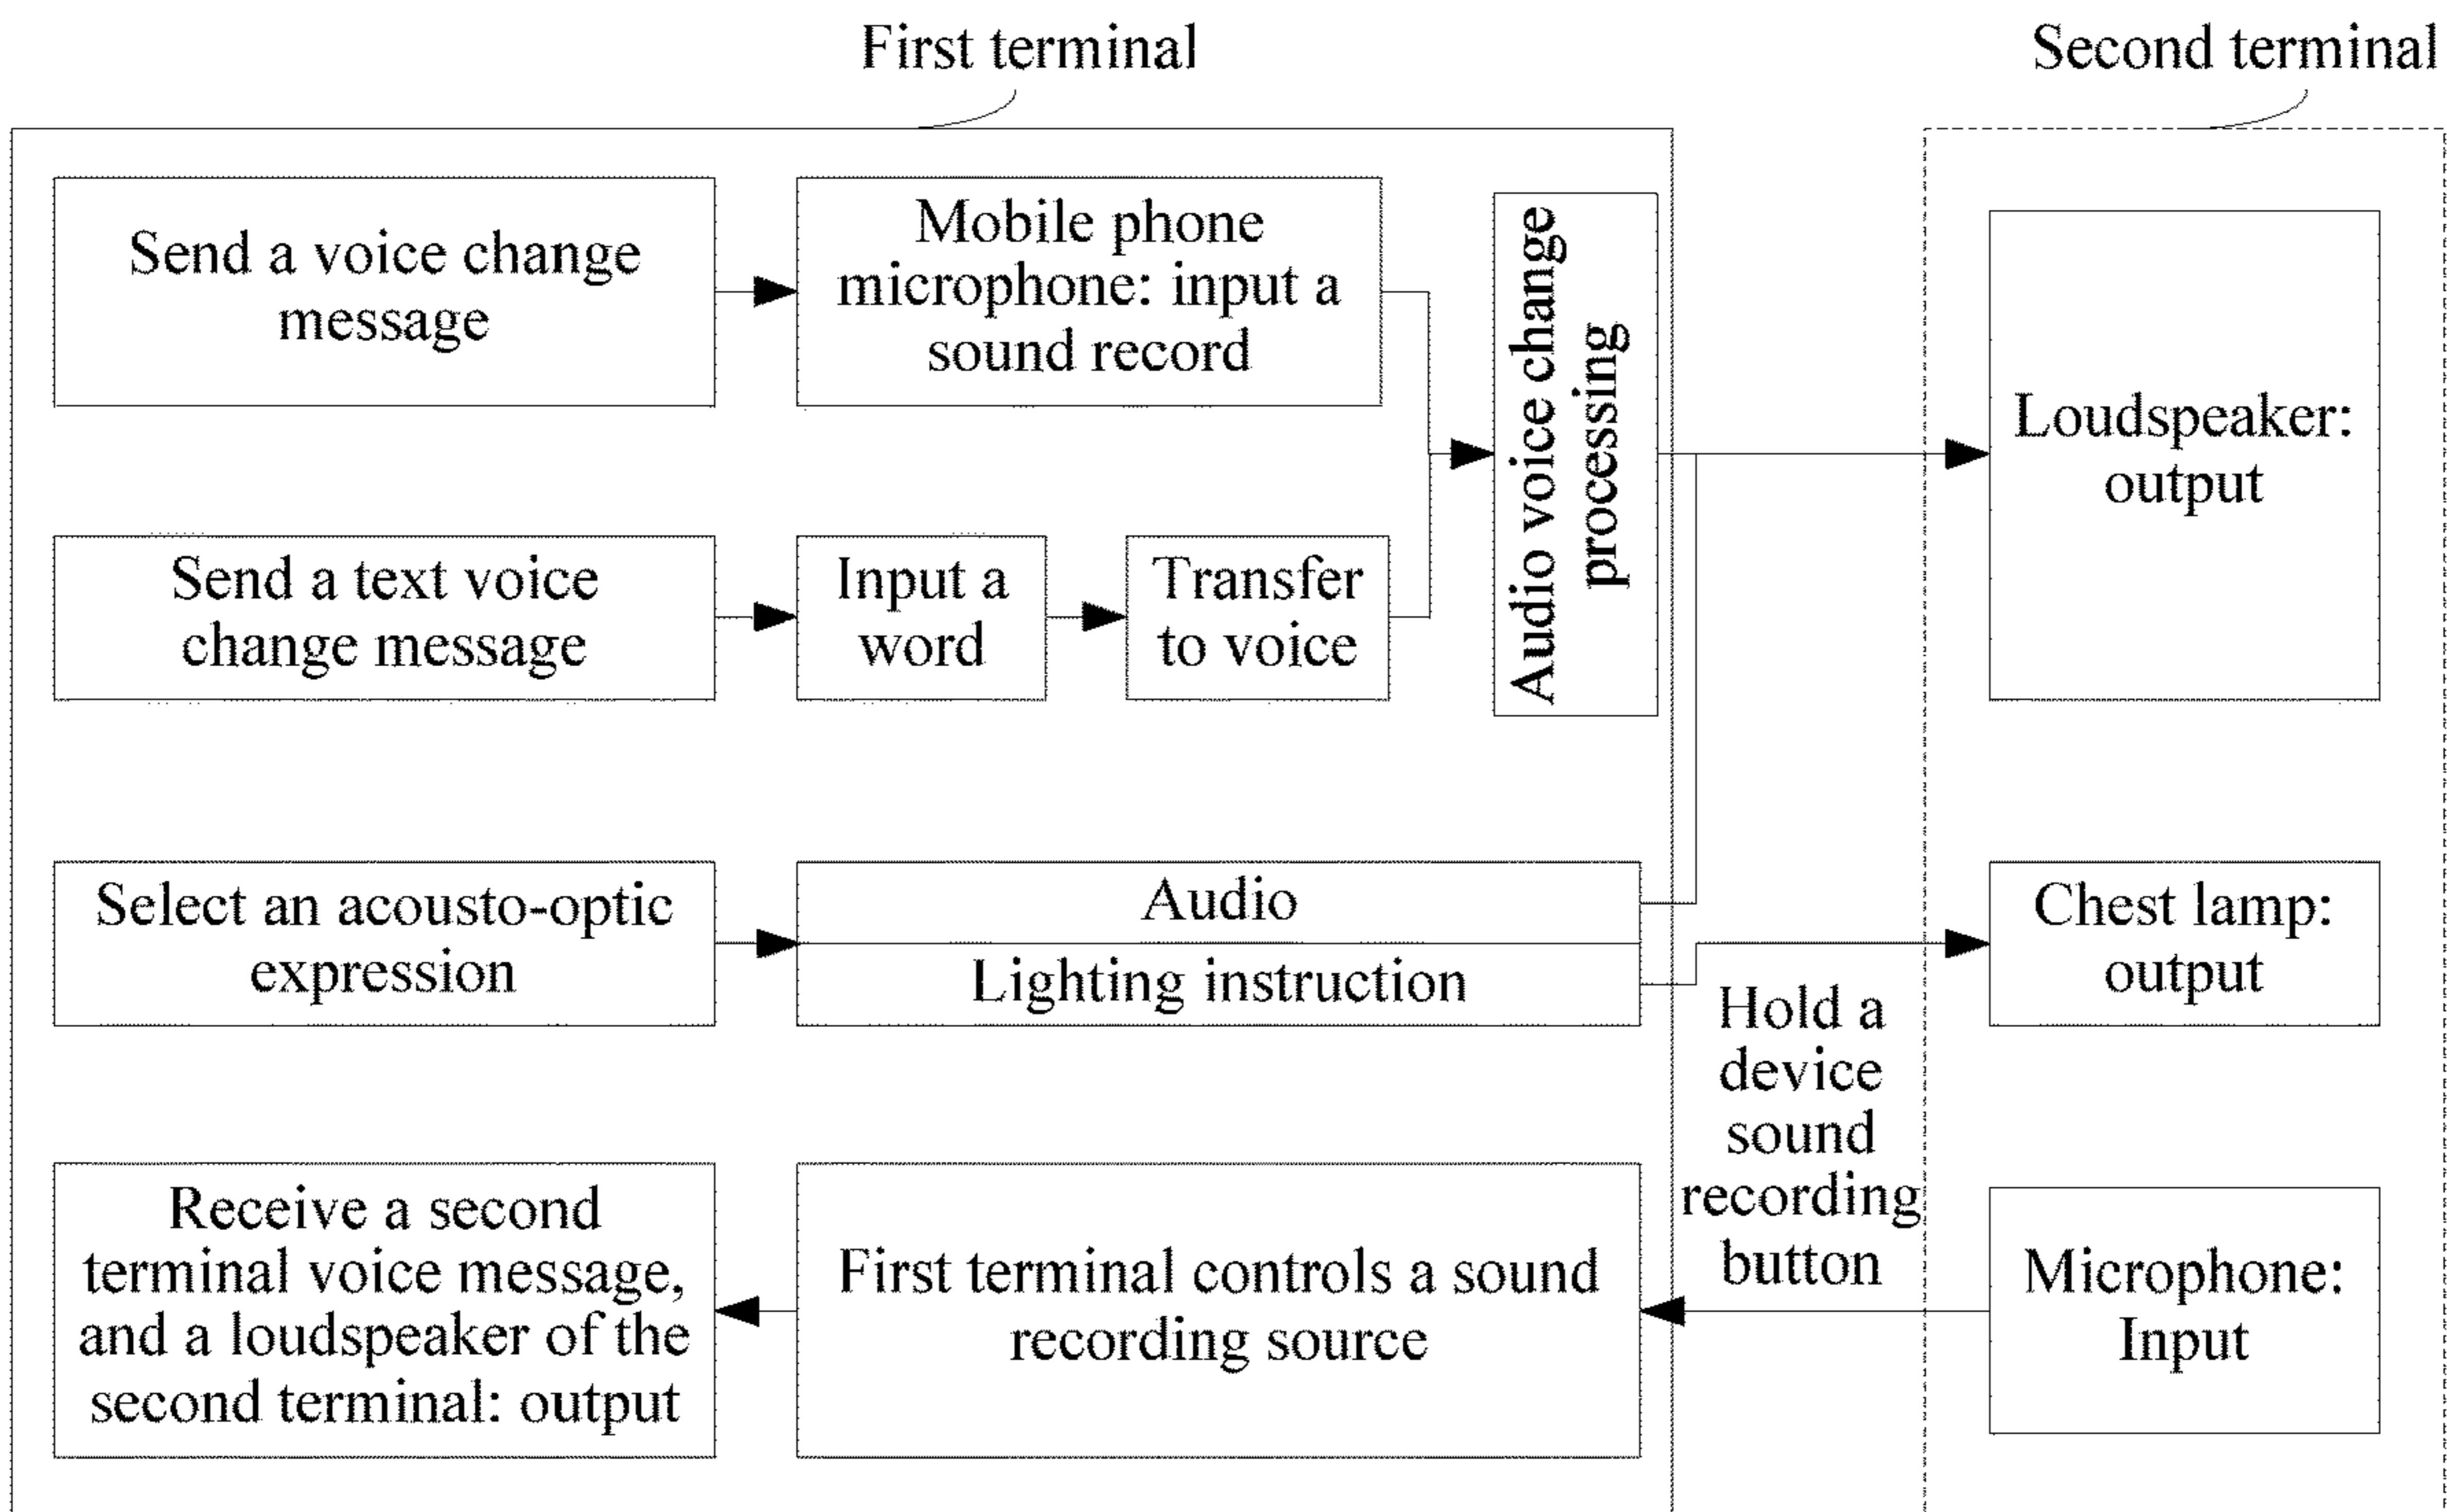 First terminal
Second terminal
Send a voice change
message
Mobile phone
microphone: input a
sound record
Audio voice change
processing
Loudspeaker:
output
Send a text voice
change message
Input a
word
Transfer
to voice
Select an acousto-optic
expression
Audio
Lighting instruction
Chest lamp:
output
Hold a
device
sound
recording
button
Receive a second
terminal voice message,
and a loudspeaker of the
second terminal: output
First terminal controls a sound
recording source
Microphone:
Input